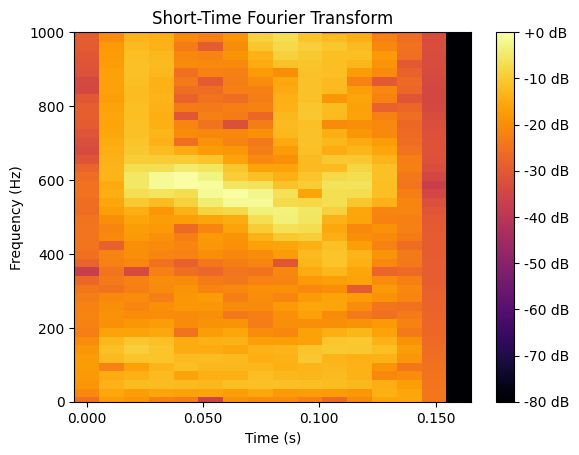 Short-Time Fourier Transform
Frequency (Hz)
1000
800
600
400
200
0
0.000
0.050
0.100
0.150
Time (s)
+0 dB
-10 dB
-20 dB
-30 dB
-40 dB
-50 dB
-60 dB
-70 dB
-80 dB